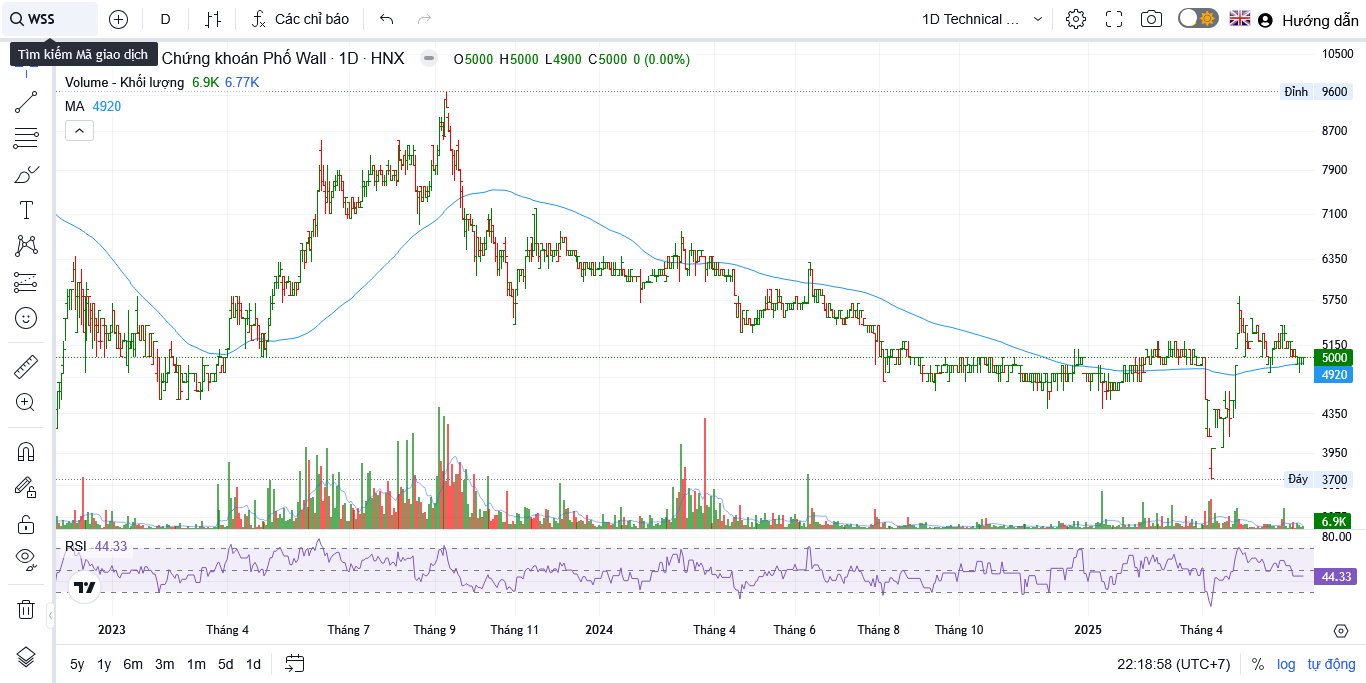 WSS
D
Các chỉ báo
1D Technical ...
Hướng dẫn
Tìm kiếm Mã giao dịch
Chứng khoán Phố Wall · 1D · HNX
O5000 H5000 L4900 C5000 0 (0.00%)
Volume - Khối lượng 6.9K 6.77K
MA 4920
10500
Đỉnh 9600
8700
7900
7100
6350
5750
5150
5000
4920
4350
3950
Đáy 3700
6.9K
80.00
RSI 44.33
44.33
2023 Tháng 4 Tháng 7 Tháng 9 Tháng 11 2024 Tháng 4 Tháng 6 Tháng 8 Tháng 10 2025 Tháng 4
5y 1y 6m 3m 1m 5d 1d
22:18:58 (UTC+7) % log tự động